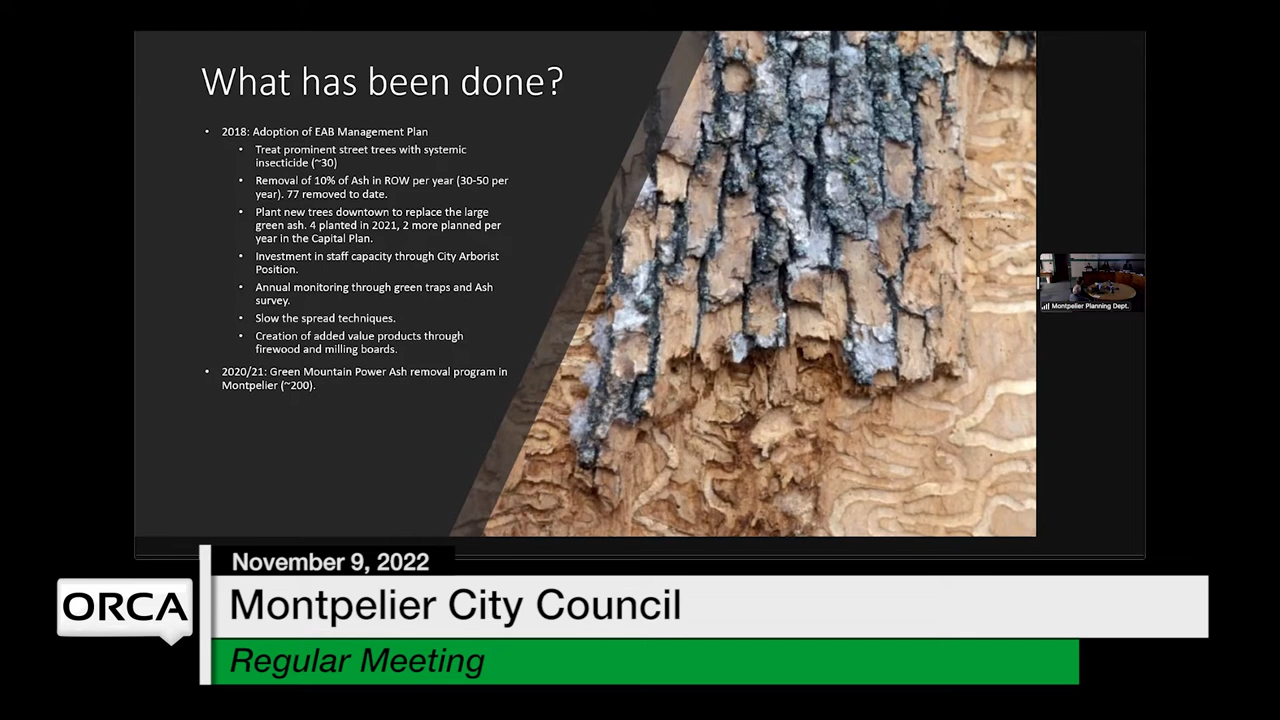 What has been done?
• 2018: Adoption of EAB Management Plan
• Treat prominent street trees with systemic
insecticide (~30)
• Removal of 10% of Ash in ROW per year (30-50 per
year). 77 removed to date.
• Plant new trees downtown to replace the large
green ash. 4 planted in 2021, 2 more planned per
year in the Capital Plan.
• Investment in staff capacity through City Arborist
Position.
• Annual monitoring through green traps and Ash
survey.
• Slow the spread techniques.
• Creation of added value products through
firewood and milling boards.
• 2020/21: Green Mountain Power Ash removal program in
Montpelier (~200).
Montpelier Planning Dept.
November 9, 2022
ORCA
Montpelier City Council
Regular Meeting